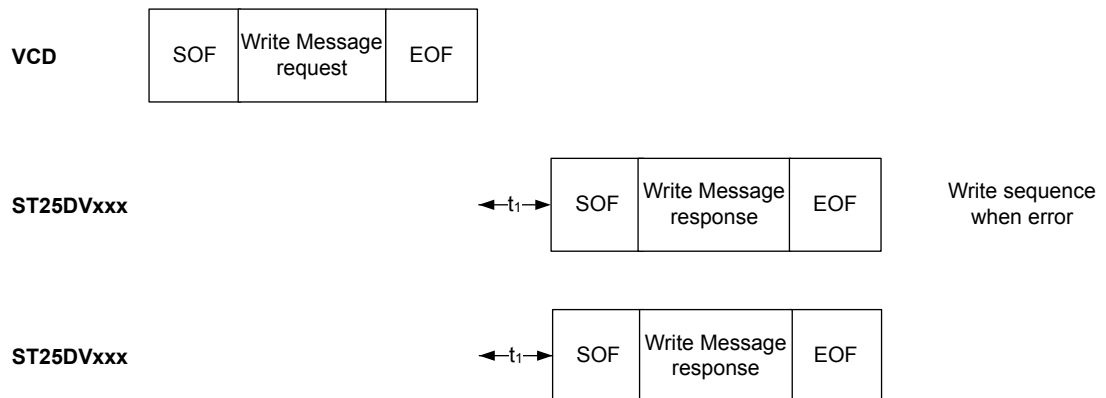 VCD SOF Write Message request EOF
ST25DVxxx t1 SOF Write Message response EOF Write sequence when error
ST25DVxxx t1 SOF Write Message response EOF